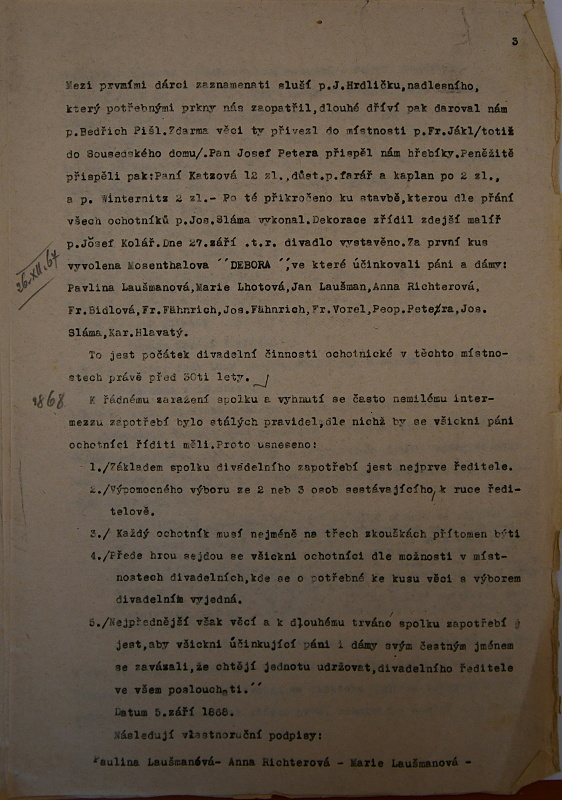 3
Mezi prvními dárci zaznamenati sluší p.J.Hrdličku,nadlesního,
který potřebnými prkny nás zaopatřil,dlouhé dříví pak daroval nám
p.Bedřich Pišl.Zdarma věci ty přivezl do místnosti p.Fr.Jákl/totiž
do Sousedského domu/.Pan Josef Petera přispěl nám hřebíky.Peněžitě
přispěli pak:Paní Katzová 12 zl.,důst.p.farář a kaplan po 2 zl.,
a p. Winternitz 2 zl.- Po té přikročeno ku stavbě,kterou dle přání
všech ochotníků p.Jos.Sláma vykonal.Dekorace zřídil zdejší malíř
p.Josef Kolář.Dne 27.září .t.r. divadlo vystavěno.Za první kus
vyvolena Mosenthalova ´´DEBORA ´´,ve které účinkovali páni a dámy:
26.XII.67
Pavlina Laušmanová,Marie Lhotová,Jan Laušman,Anna Richterová,
Fr.Bidlová,Fr.Fähnrich,Jos.Fähnrich,Fr.Vorel,Peop.Petera,Jos.
Sláma,Kar.Hlavatý.
To jest počátek divadelní činnosti ochotnické v těchto místno-
stech právě před 30ti lety.
1868
K řádnému zaražení spolku a vyhnutí se často nemilému inter-
mezzu zapotřebí bylo stálých pravidel,dle nichž by se všickni páni
ochotníci říditi měli.Proto usneseno:
1./Základem spolku divadelního zapotřebí jest nejprve ředitele.
2./Výpomocného výboru ze 2 neb 3 osob sestávajícího, k ruce ředi-
telově.
3./ Každý ochotník musí nejméně na třech zkouškách přítomen býti
4./Přede hrou sejdou se všickni ochotníci dle možnosti v míst-
nostech divadelních,kde se o potřebné ke kusu věci s výborem
divadelním vyjedná.
5./Nejpřednější však věcí a k dlouhému trváno spolku zapotřebí
jest,aby všickni účinkující páni i dámy svým čestným jménem
se zavázali,že chtějí jednotu udržovat,divadelního ředitele
ve všem poslouchati.´´
Datum 5.září 1868.
Následují vlastnoruční podpisy:
Paulina Laušmanová- Anna Richterová - Marie Laušmanová -